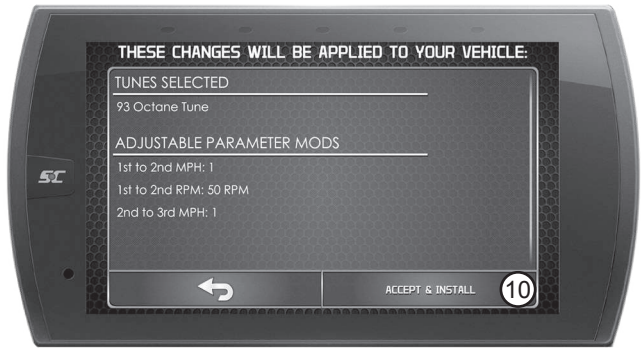 THESE CHANGES WILL BE APPLIED TO YOUR VEHICLE:
TUNES SELECTED
93 Octane Tune
ADJUSTABLE PARAMETER MODS
1st to 2nd MPH: 1
1st to 2nd RPM: 50 RPM
2nd to 3rd MPH: 1
SCT
ACCEPT & INSTALL 10